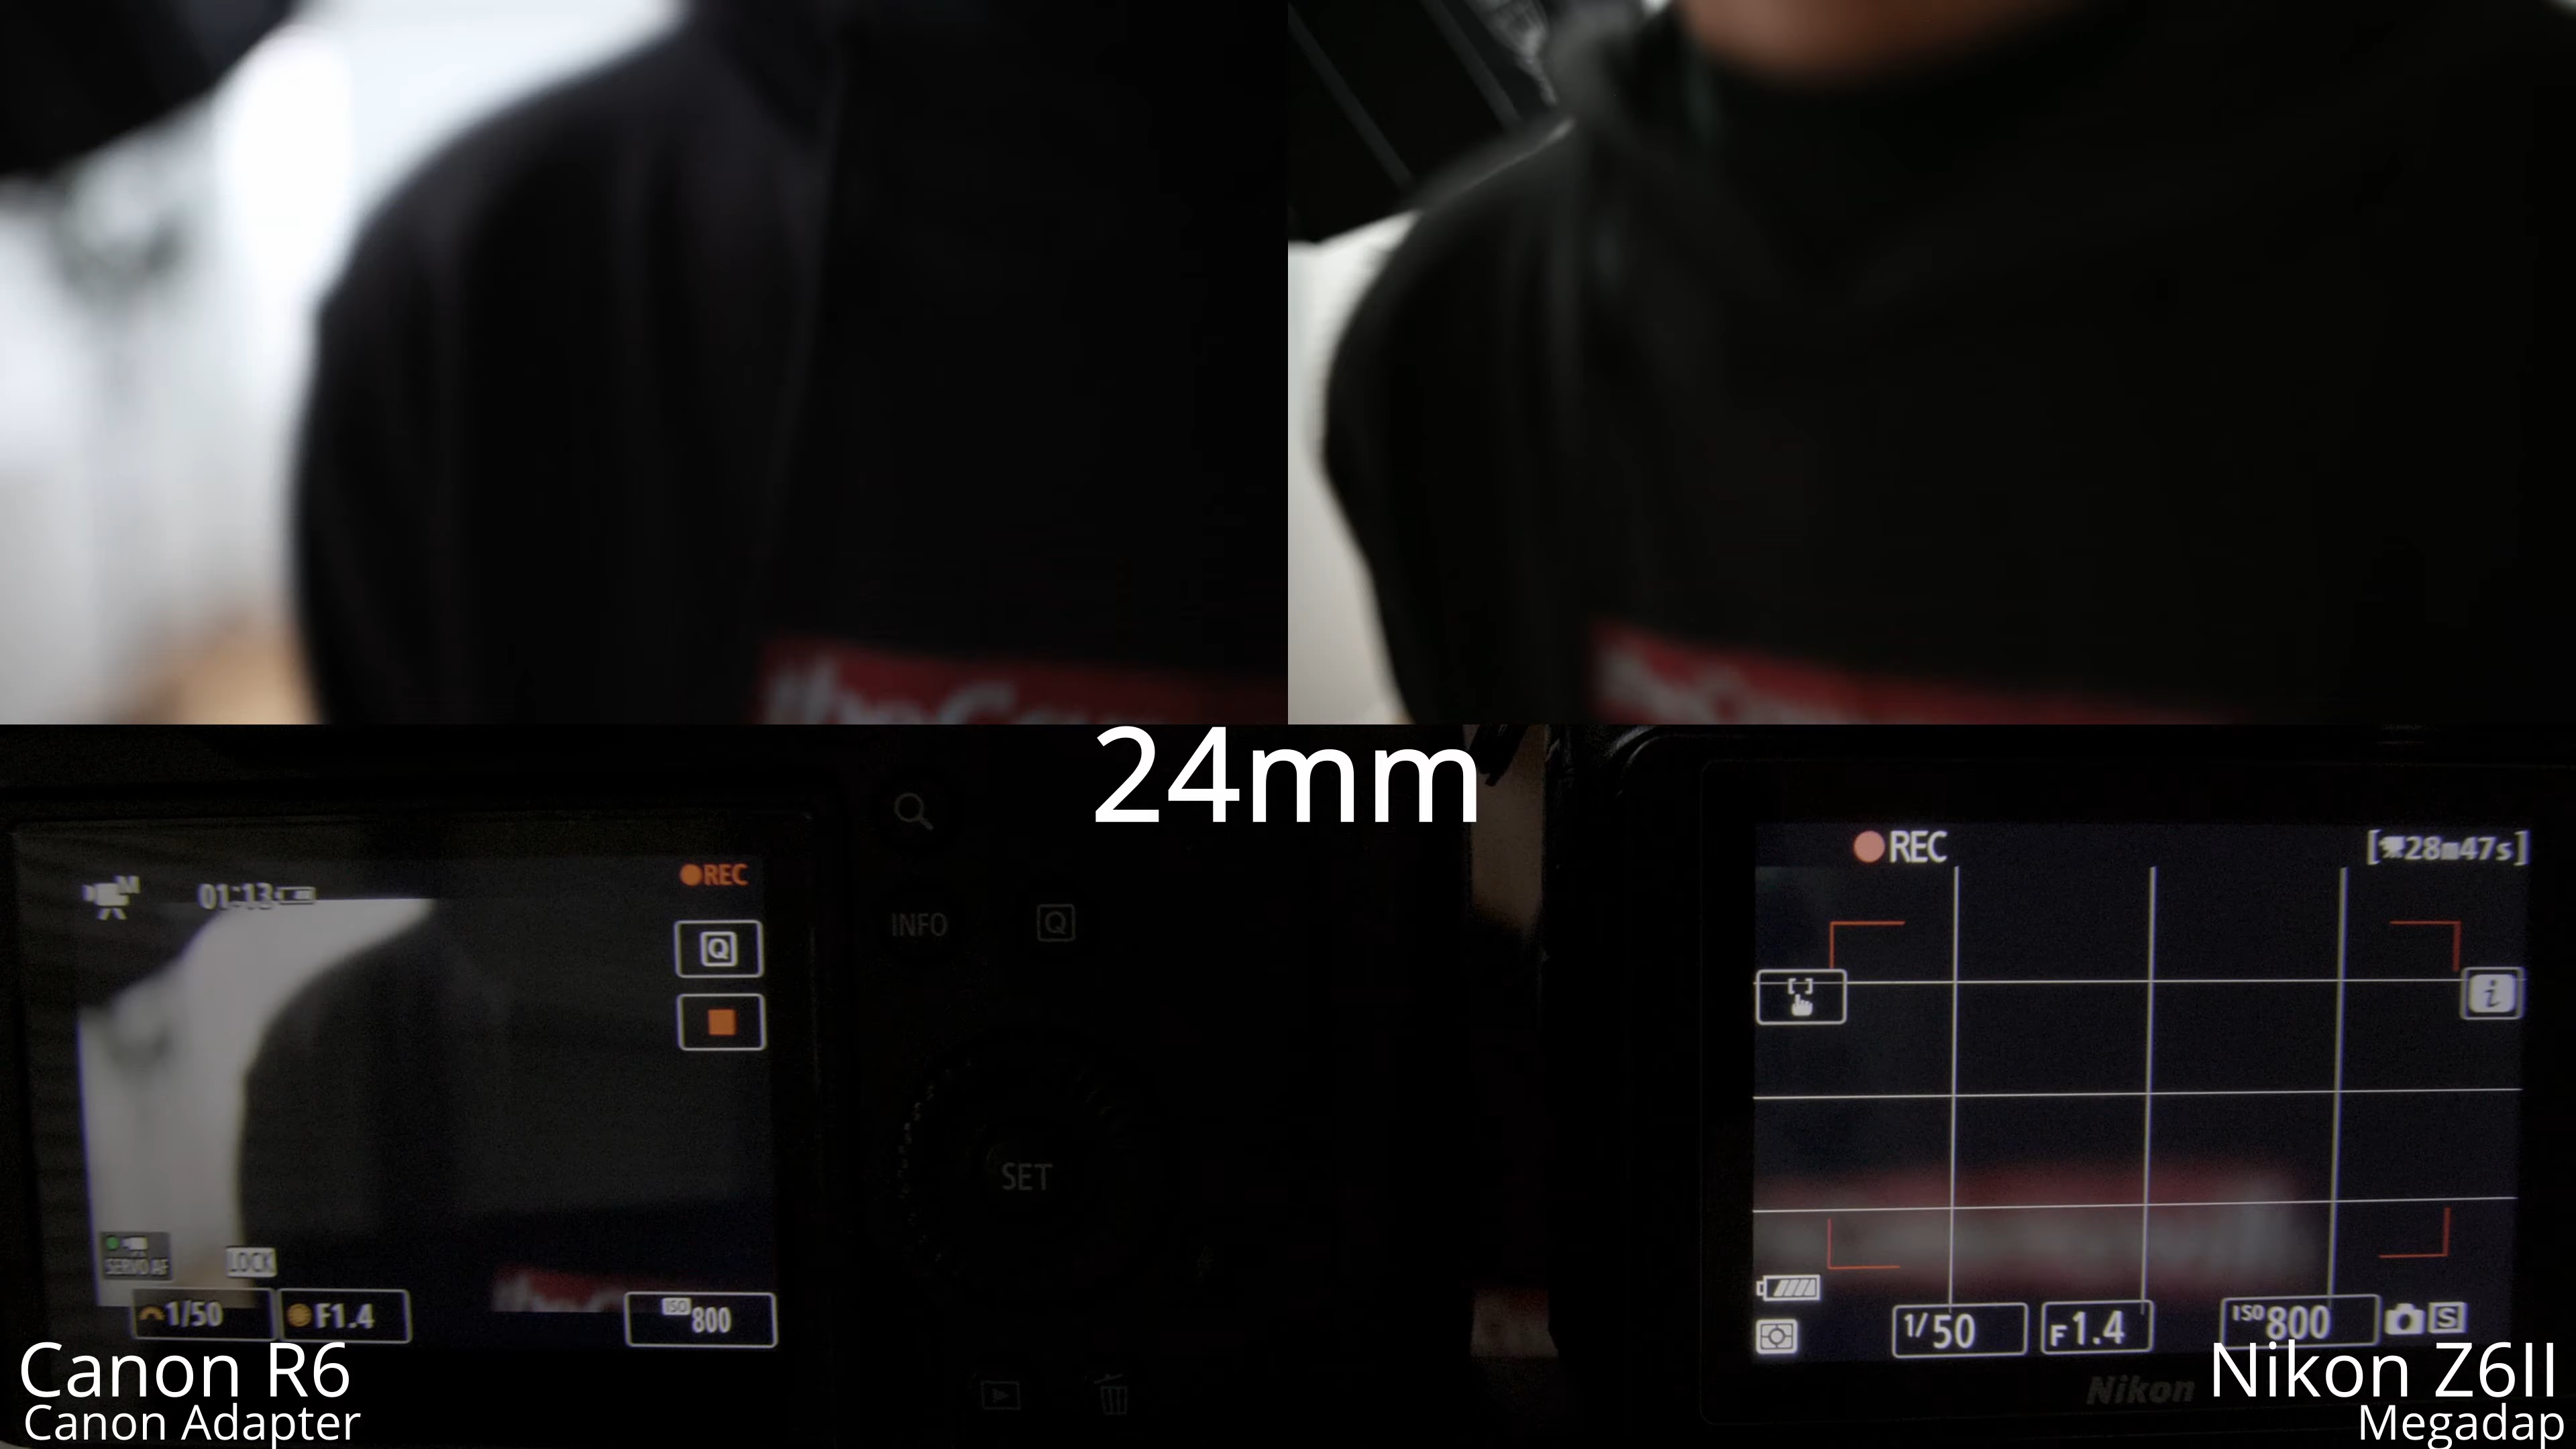 theCam
24mm
M
01:13
REC
Q
INFO
Q
SET
SERVO AF
LOCK
1/50
F1.4
ISO 800
Canon R6
Canon Adapter
REC
[28m47s]
i
1/50
F1.4
ISO 800
S
Nikon
Nikon Z6II
Megadap